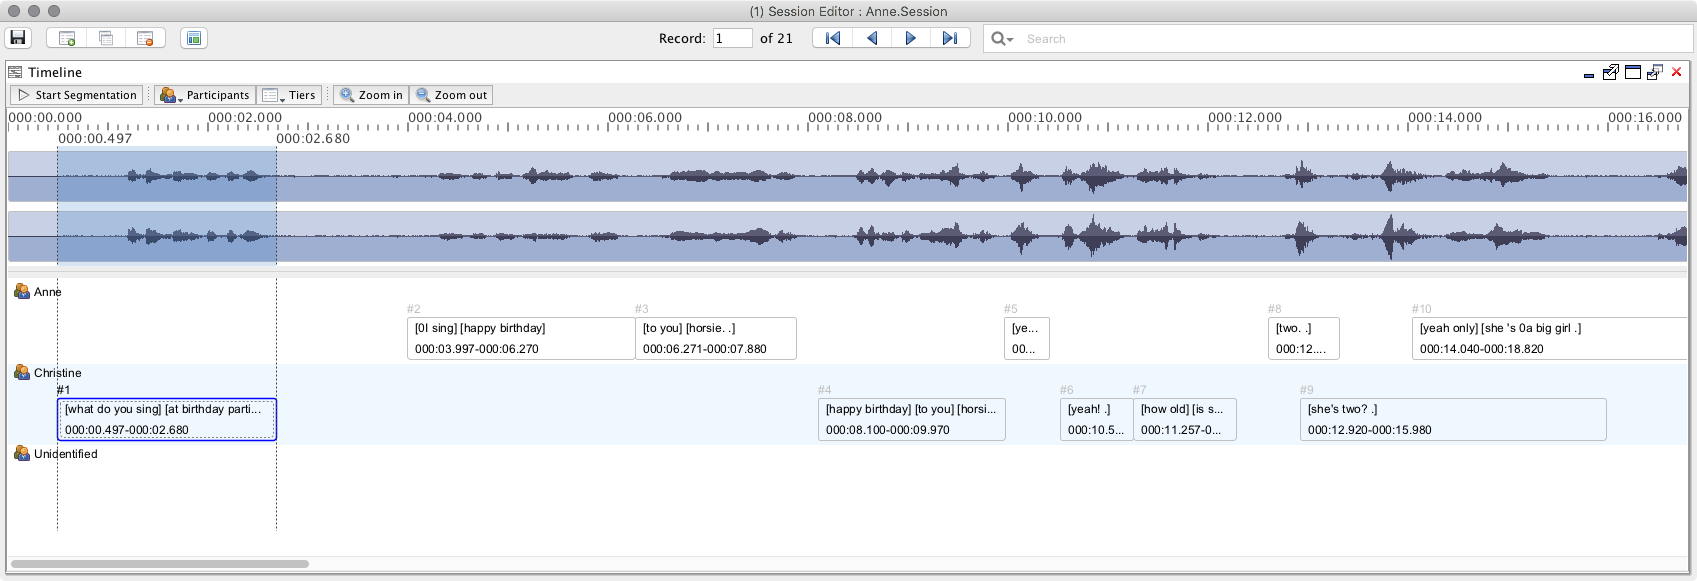 (1) Session Editor : Anne.Session
Record: 1 of 21
Search
Timeline
Start Segmentation Participants Tiers Zoom in Zoom out
000:00.000 000:02.000 000:04.000 000:06.000 000:08.000 000:10.000 000:12.000 000:14.000 000:16.000
000:00.497 000:02.680
Anne
#2 #3 #5 #8 #10
[0I sing] [happy birthday] [to you] [horsie. .] [ye... [two. .] [yeah only] [she 's 0a big girl .]
000:03.997-000:06.270 000:06.271-000:07.880 00... 000:12.... 000:14.040-000:18.820
Christine
#1 #4 #6 #7 #9
[what do you sing] [at birthday parti... [happy birthday] [to you] [horsi... [yeah! .] [how old] [is s... [she's two? .]
000:00.497-000:02.680 000:08.100-000:09.970 000:10.5... 000:11.257-0... 000:12.920-000:15.980
Unidentified